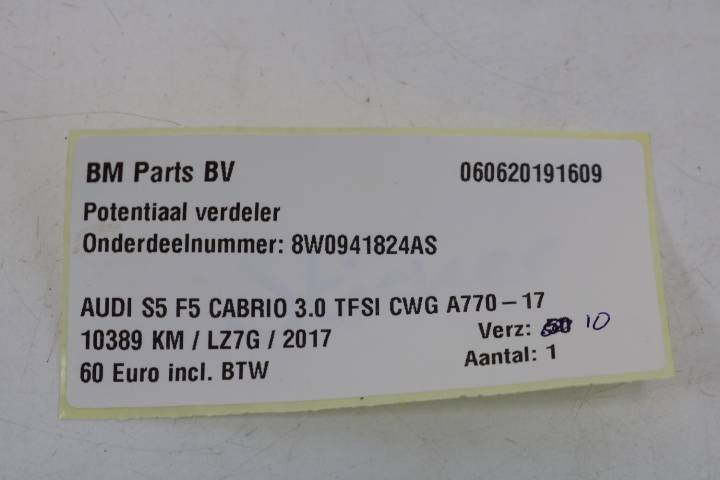 BM Parts BV 060620191609
Potentiaal verdeler
Onderdeelnummer: 8W0941824AS
AUDI S5 F5 CABRIO 3.0 TFSI CWG A770-17
10389 KM / LZ7G / 2017 Verz: 10
60 Euro incl. BTW Aantal: 1